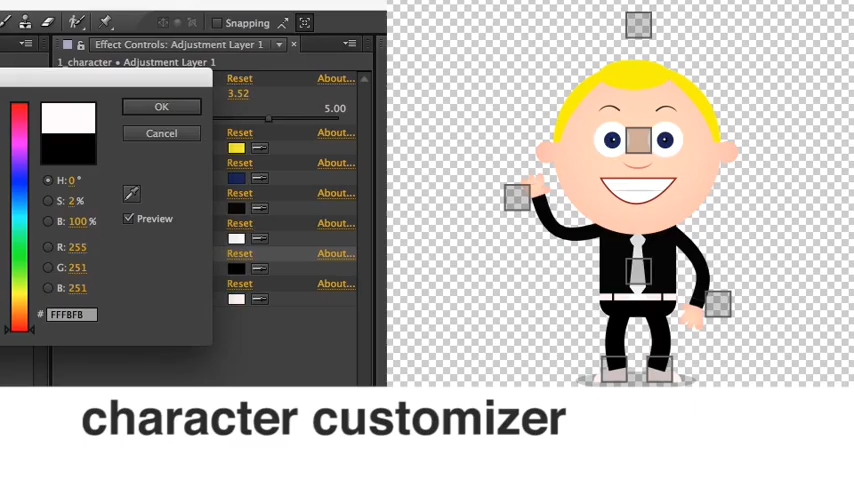 Snapping
Effect Controls: Adjustment Layer 1
1_character • Adjustment Layer 1
Reset About...
3.52
5.00
OK
Cancel
Reset About...
Reset About...
Reset About...
Reset About...
Reset About...
Reset About...
H: 0 °
S: 2 %
B: 100 %
Preview
R: 255
G: 251
B: 251
# FFFBFB
character customizer